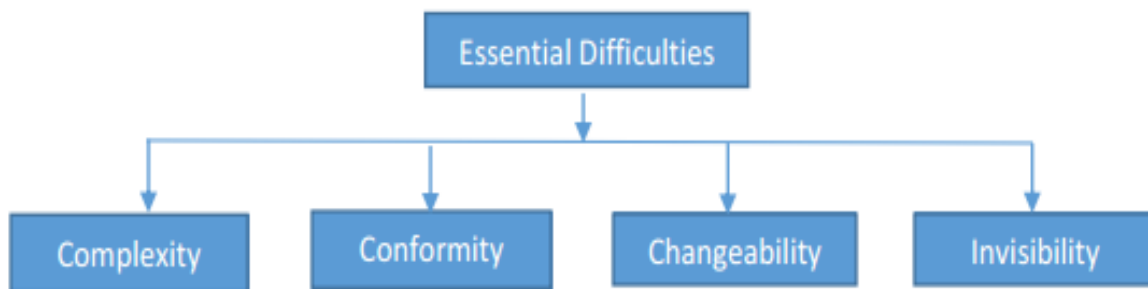 Essential Difficulties
Complexity
Conformity
Changeability
Invisibility